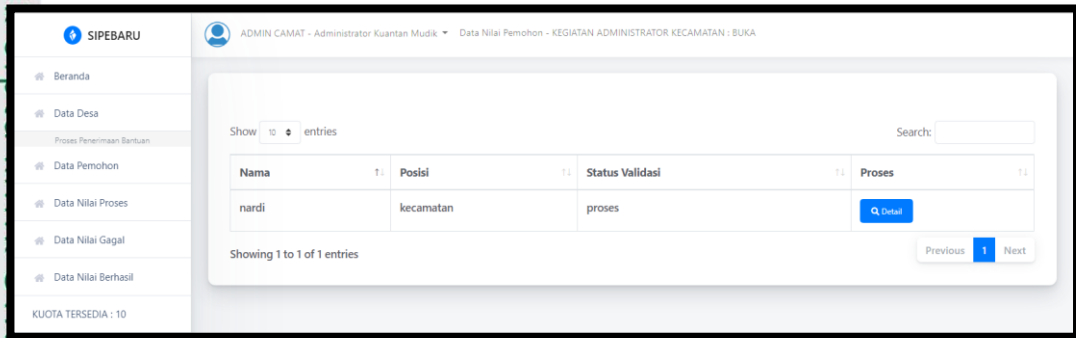 SIPEBARU
ADMIN CAMAT - Administrator Kuantan Mudik Data Nilai Pemohon - KEGIATAN ADMINISTRATOR KECAMATAN : BUKA
Beranda
Data Desa
Proses Penerimaan Bantuan
Data Pemohon
Data Nilai Proses
Data Nilai Gagal
Data Nilai Berhasil
KUOTA TERSEDIA : 10
Show 10 entries
Search:
Nama Posisi Status Validasi Proses
nardi kecamatan proses Detail
Showing 1 to 1 of 1 entries
Previous 1 Next